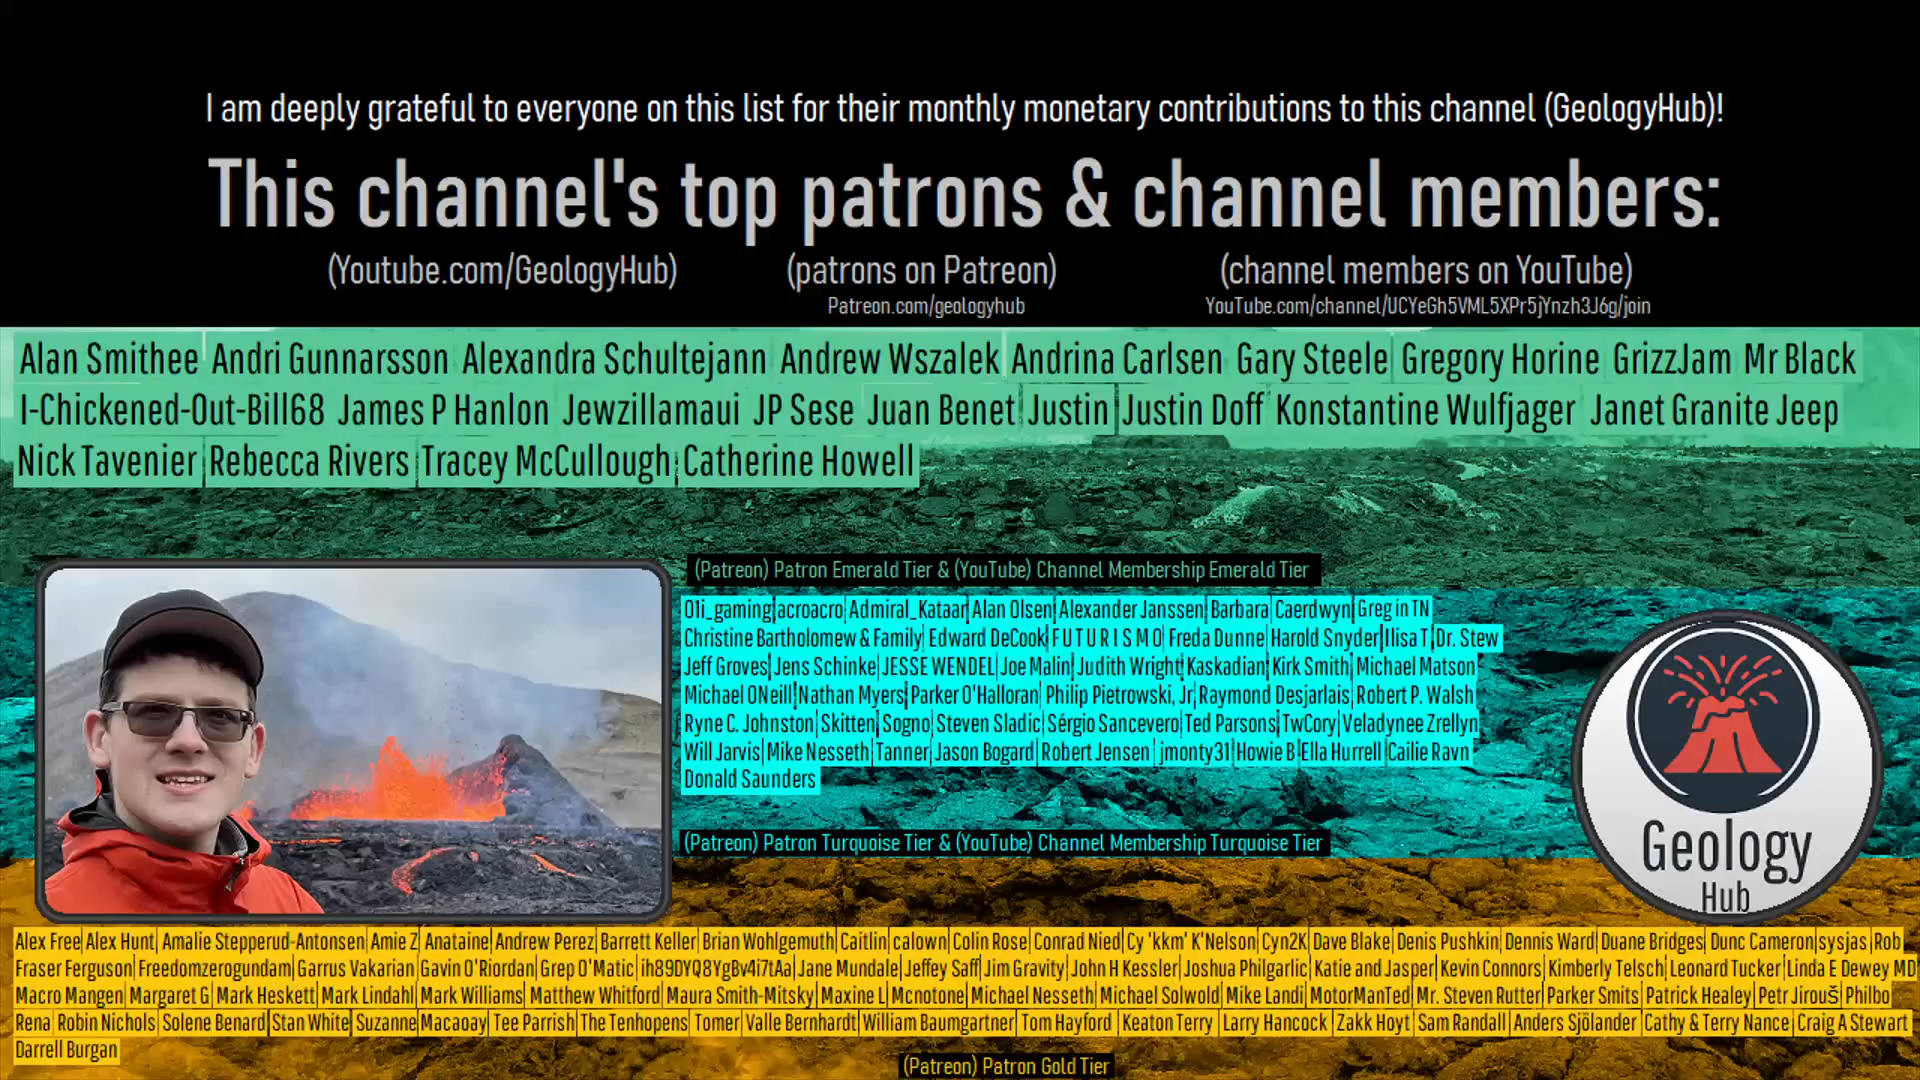 I am deeply grateful to everyone on this list for their monthly monetary contributions to this channel (GeologyHub)!
This channel's top patrons & channel members:
(Youtube.com/GeologyHub) (patrons on Patreon) (channel members on YouTube)
Patreon.com/geologyhub YouTube.com/channel/UCYeGh5VML5XPr5jYnzh3J6g/join
Alan Smithee Andri Gunnarsson Alexandra Schultejann Andrew Wszalek Andrina Carlsen Gary Steele Gregory Horine GrizzJam Mr Black
I-Chickened-Out-Bill68 James P Hanlon Jewzillamaui JP Sese Juan Benet Justin Justin Doff Konstantine Wulfjager Janet Granite Jeep
Nick Tavenier Rebecca Rivers Tracey McCullough Catherine Howell
(Patreon) Patron Emerald Tier & (YouTube) Channel Membership Emerald Tier
O1i_gaming acroacro Admiral_Kataar Alan Olsen Alexander Janssen Barbara Caerdwyn Greg in TN
Christine Bartholomew & Family Edward DeCook F U T U R I S M O Freda Dunne Harold Snyder Ilisa T Dr. Stew
Jeff Groves Jens Schinke JESSE WENDEL Joe Malin Judith Wright Kaskadian Kirk Smith Michael Matson
Michael ONeill Nathan Myers Parker O'Halloran Philip Pietrowski, Jr Raymond Desjarlais Robert P. Walsh
Ryne C. Johnston Skitten Sogno Steven Sladic Sérgio Sancevero Ted Parsons TwCory Veladynee Zrellyn
Will Jarvis Mike Nesseth Tanner Jason Bogard Robert Jensen jmonty31 Howie B Ella Hurrell Cailie Ravn
Donald Saunders
(Patreon) Patron Turquoise Tier & (YouTube) Channel Membership Turquoise Tier
Geology
Hub
Alex Free Alex Hunt Amalie Stepperud-Antonsen Amie Z Anataine Andrew Perez Barrett Keller Brian Wohlgemuth Caitlin calown Colin Rose Conrad Nied Cy 'kkm' K'Nelson Cyn2K Dave Blake Denis Pushkin Dennis Ward Duane Bridges Dunc Cameron sysjas Rob
Fraser Ferguson Freedomzerogundam Garrus Vakarian Gavin O'Riordan Grep O'Matic ih89DYQ8YgBv4i7tAa Jane Mundale Jeffey Saff Jim Gravity John H Kessler Joshua Philgarlic Katie and Jasper Kevin Connors Kimberly Telsch Leonard Tucker Linda E Dewey MD
Macro Mangen Margaret G Mark Heskett Mark Lindahl Mark Williams Matthew Whitford Maura Smith-Mitsky Maxine L Mcnotone Michael Nesseth Michael Solwold Mike Landi MotorManTed Mr. Steven Rutter Parker Smits Patrick Healey Petr Jirouš Philbo
Rena Robin Nichols Solene Benard Stan White Suzanne Macaoay Tee Parrish The Tenhopens Tomer Valle Bernhardt William Baumgartner Tom Hayford Keaton Terry Larry Hancock Zakk Hoyt Sam Randall Anders Sjölander Cathy & Terry Nance Craig A Stewart
Darrell Burgan
(Patreon) Patron Gold Tier